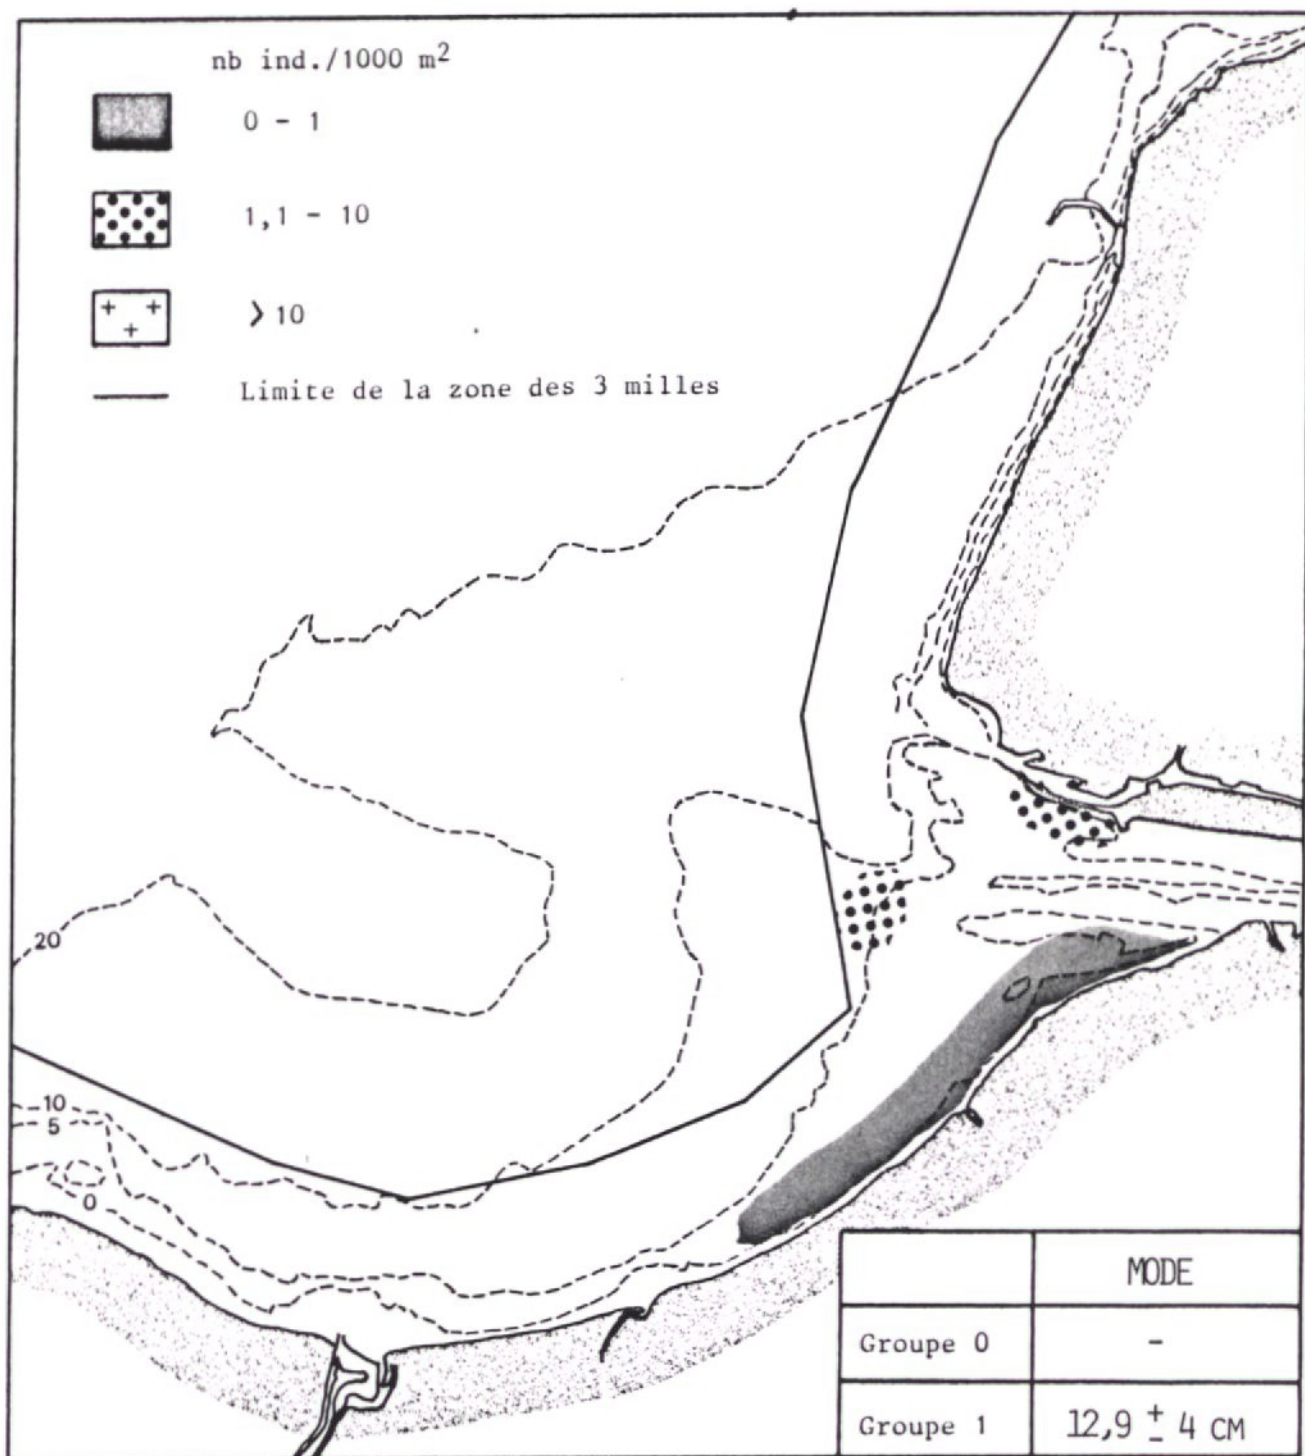 nb ind./1000 m²
0 - 1
1,1 - 10
> 10
Limite de la zone des 3 milles
20
10
5
0
MODE
Groupe 0 -
Groupe 1 12,9 ± 4 CM